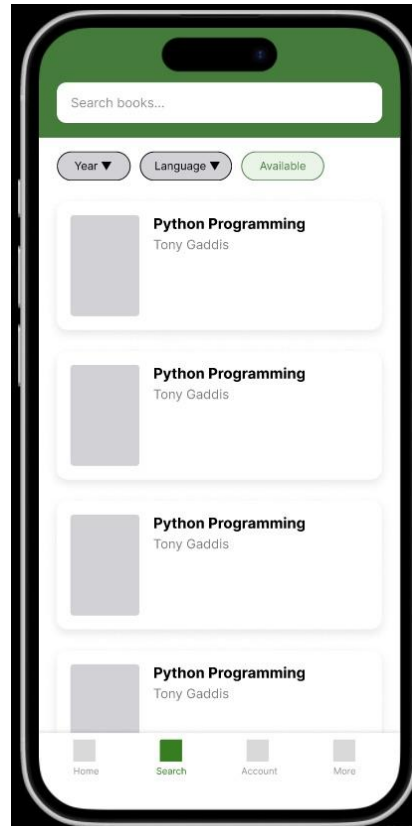 Search books...
Year ▼ Language ▼ Available
Python Programming
Tony Gaddis
Python Programming
Tony Gaddis
Python Programming
Tony Gaddis
Python Programming
Tony Gaddis
Home Search Account More